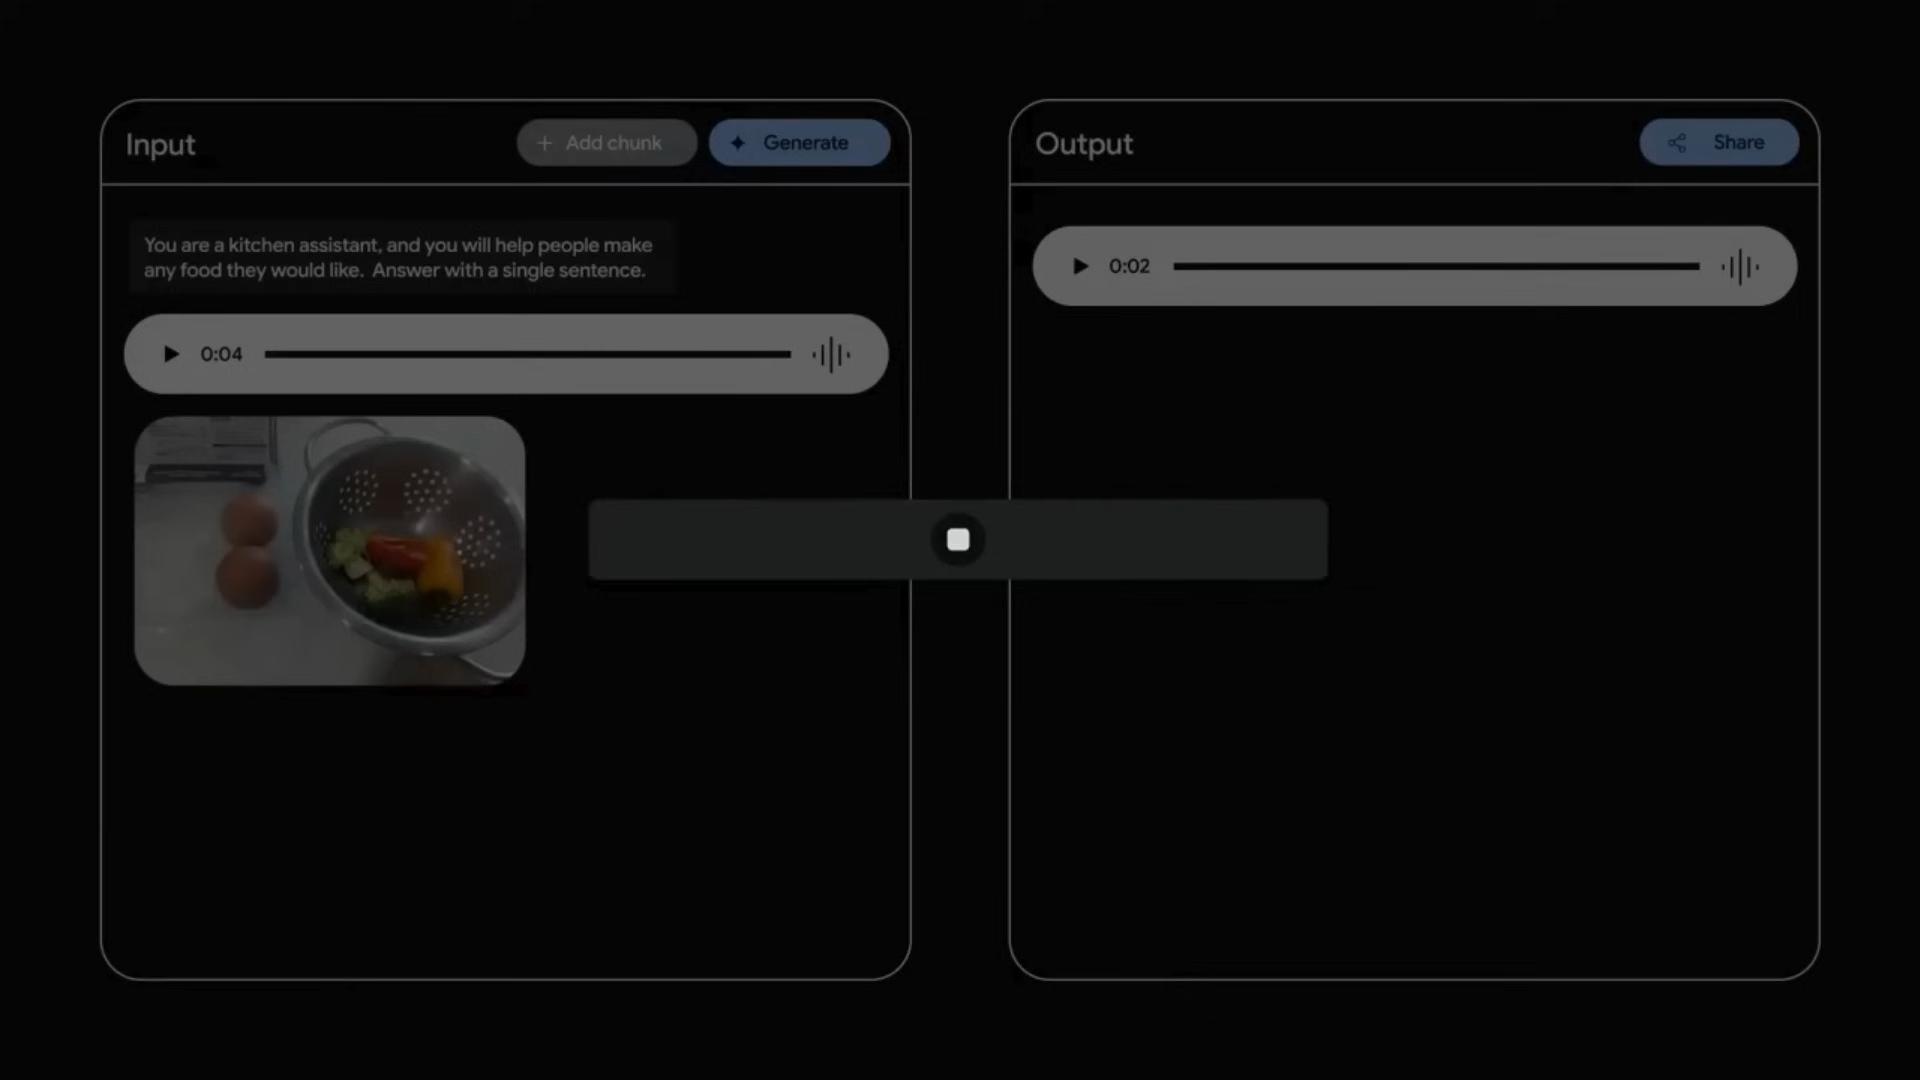 Input
+ Add chunk
Generate
You are a kitchen assistant, and you will help people make
any food they would like. Answer with a single sentence.
0:04
Output
Share
0:02